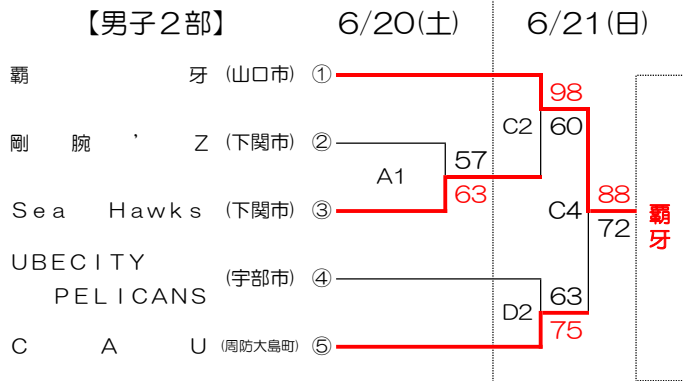 【男子２部】 6/20(土) 6/21(日)
覇牙 (山口市) ①
98
C2 60
剛腕’Z (下関市) ②
A1 57
63
Sea Hawks (下関市) ③
C4 88
72
覇牙
UBECITY
PELICANS (宇部市) ④
D2 63
75
CAU (周防大島町) ⑤